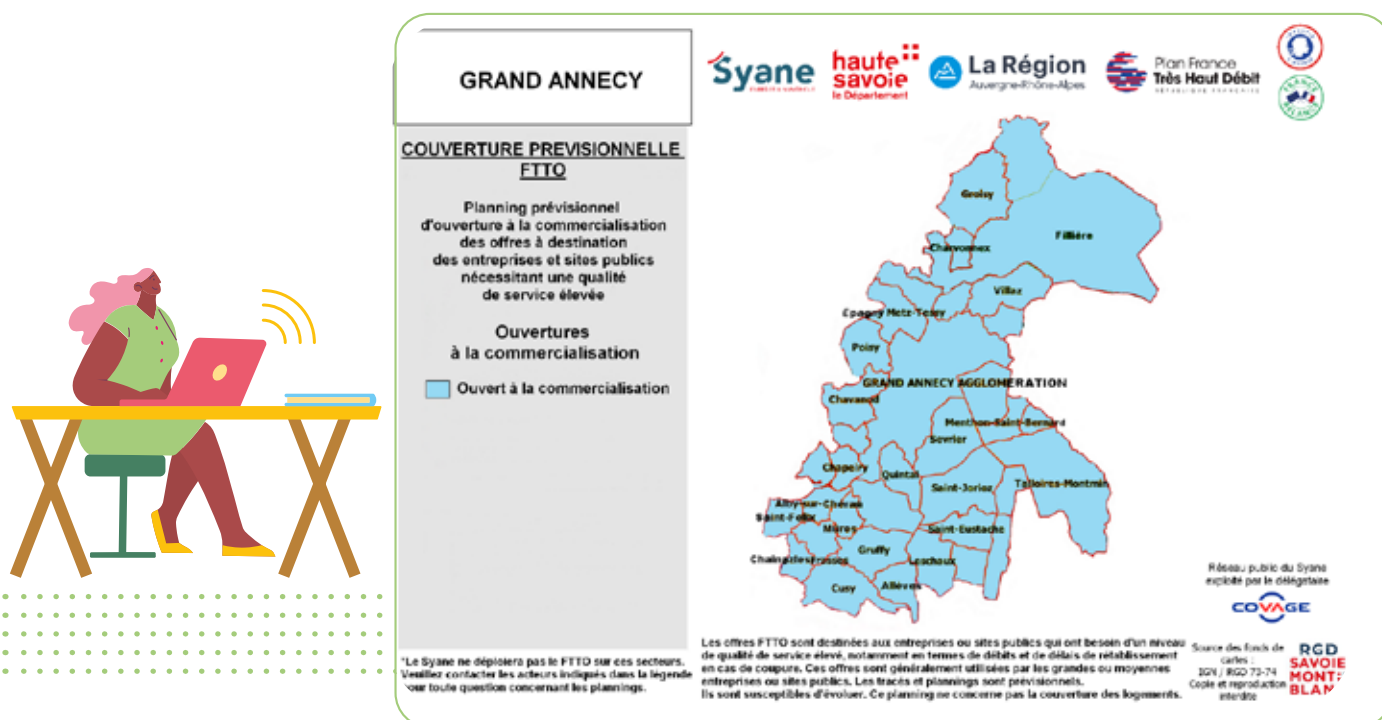 GRAND ANNECY
COUVERTURE PREVISIONNELLE
FTTO
Planning prévisionnel
d'ouverture à la commercialisation
des offres à destination
des entreprises et sites publics
nécessitant une qualité
de service élevée
Ouvertures
à la commercialisation
Ouvert à la commercialisation
*Le Syane ne déploiera pas le FTTO sur ces secteurs.
Veuillez contacter les acteurs indiqués dans la légende
pour toute question concernant les plannings.
Syane
haute
savoie
le Département
La Région
Auvergne-Rhône-Alpes
Plan France
Très Haut Débit
RÉPUBLIQUE FRANÇAISE
FRANCE
RELANCE
Groisy
Fillière
Charvonnex
Villaz
Epagny Metz-Tessy
Poisy
GRAND ANNECY AGGLOMERATION
Chavanod
Menthon-Saint-Bernard
Sevrier
Chapeiry
Quintal
Saint-Jorioz
Talloires-Montmin
Alby-sur-Chéran
Saint-Félix
Mûres
Saint-Eustache
Gruffy
Chainaz-les-Frasses
Leschaux
Cusy
Allèves
Réseau public du Syane
exploité par le délégataire
COVAGE
Les offres FTTO sont destinées aux entreprises ou sites publics qui ont besoin d'un niveau
de qualité de service élevé, notamment en termes de débits et de délais de rétablissement
en cas de coupure. Ces offres sont généralement utilisées par les grandes ou moyennes
entreprises ou sites publics. Les tracés et plannings sont prévisionnels.
Ils sont susceptibles d'évoluer. Ce planning ne concerne pas la couverture des logements.
Source des fonds de
cartes :
IGN / RGD 73-74
Copie et reproduction
interdite
RGD
SAVOIE
MONT
BLANC